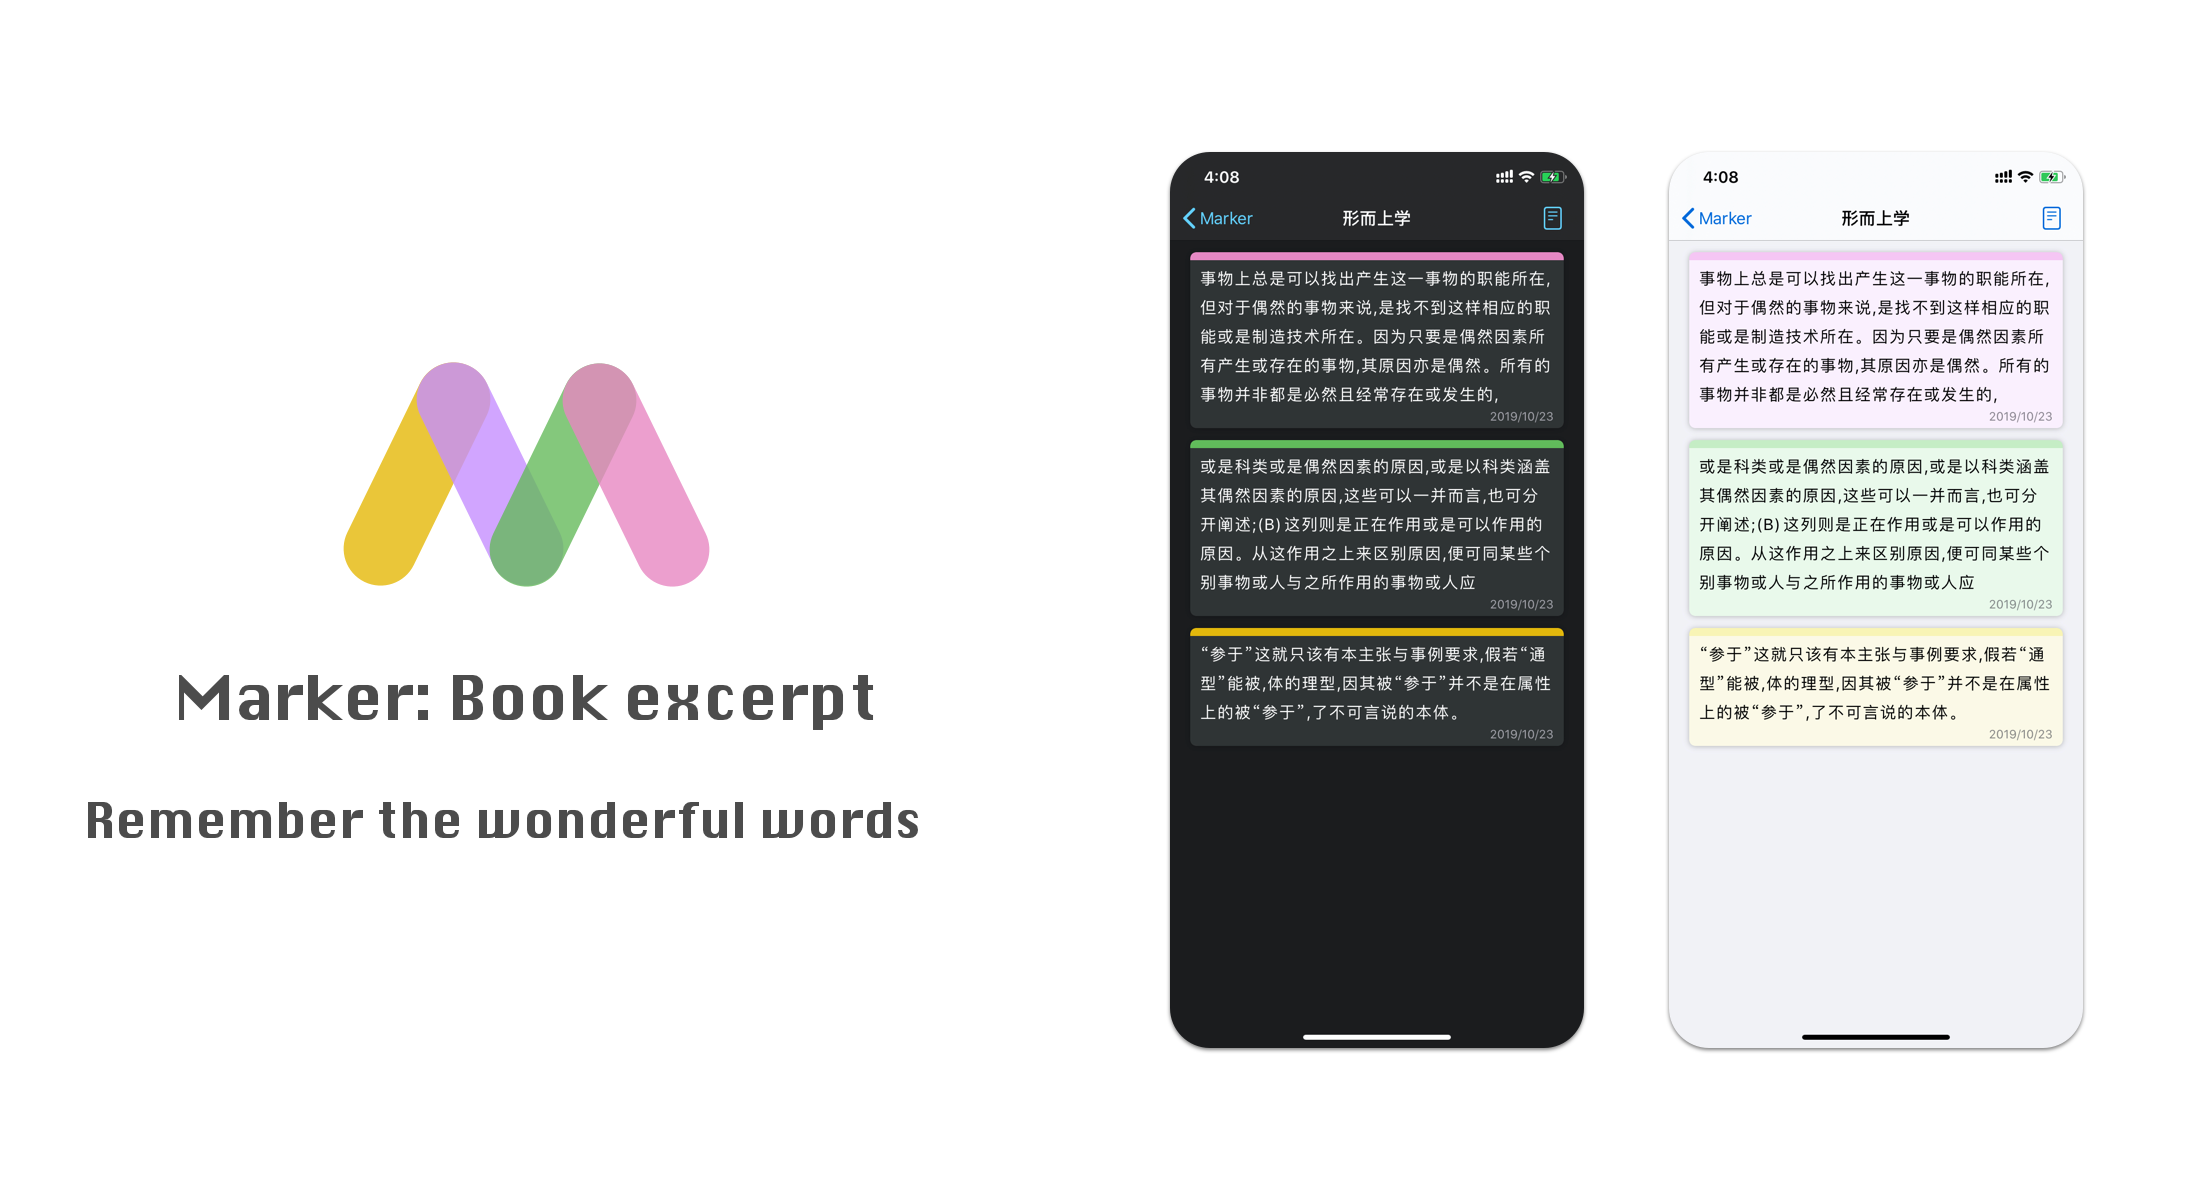 Marker: Book excerpt
Remember the wonderful words
4:08
Marker
形而上学
事物上总是可以找出产生这一事物的职能所在,
但对于偶然的事物来说,是找不到这样相应的职
能或是制造技术所在。因为只要是偶然因素所
有产生或存在的事物,其原因亦是偶然。所有的
事物并非都是必然且经常存在或发生的,
2019/10/23
或是科类或是偶然因素的原因,或是以科类涵盖
其偶然因素的原因,这些可以一并而言,也可分
开阐述;(B) 这列则是正在作用或是可以作用的
原因。从这作用之上来区别原因,便可同某些个
别事物或人与之所作用的事物或人应
2019/10/23
“参于”这就只该有本主张与事例要求,假若“通
型”能被,体的理型,因其被“参于”并不是在属性
上的被“参于”,了不可言说的本体。
2019/10/23
4:08
Marker
形而上学
事物上总是可以找出产生这一事物的职能所在,
但对于偶然的事物来说,是找不到这样相应的职
能或是制造技术所在。因为只要是偶然因素所
有产生或存在的事物,其原因亦是偶然。所有的
事物并非都是必然且经常存在或发生的,
2019/10/23
或是科类或是偶然因素的原因,或是以科类涵盖
其偶然因素的原因,这些可以一并而言,也可分
开阐述;(B) 这列则是正在作用或是可以作用的
原因。从这作用之上来区别原因,便可同某些个
别事物或人与之所作用的事物或人应
2019/10/23
“参于”这就只该有本主张与事例要求,假若“通
型”能被,体的理型,因其被“参于”并不是在属性
上的被“参于”,了不可言说的本体。
2019/10/23